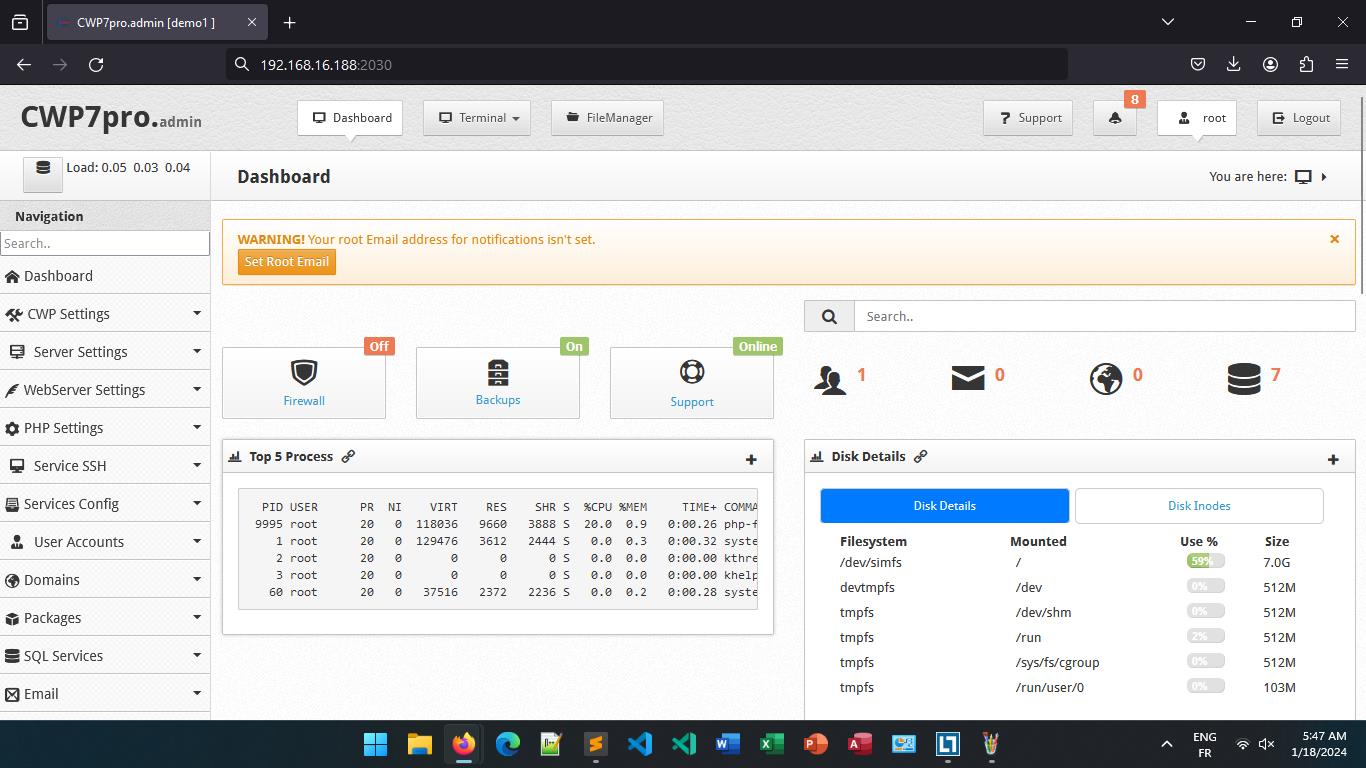 CWP7pro.admin [demo1 ]
192.168.16.188:2030
CWP7pro.admin
Dashboard
Terminal
FileManager
Support
8
root
Logout
Load: 0.05 0.03 0.04
Dashboard
You are here:
Navigation
Search..
Dashboard
CWP Settings
Server Settings
WebServer Settings
PHP Settings
Service SSH
Services Config
User Accounts
Domains
Packages
SQL Services
Email
WARNING! Your root Email address for notifications isn't set.
Set Root Email
Search..
Off
Firewall
On
Backups
Online
Support
1
0
0
7
Top 5 Process
PID USER PR NI VIRT RES SHR S %CPU %MEM TIME+ COMMA
9995 root 20 0 118036 9660 3888 S 20.0 0.9 0:00.26 php-f
1 root 20 0 129476 3612 2444 S 0.0 0.3 0:00.32 syste
2 root 20 0 0 0 0 S 0.0 0.0 0:00.00 kthre
3 root 20 0 0 0 0 S 0.0 0.0 0:00.00 khelp
60 root 20 0 37516 2372 2236 S 0.0 0.2 0:00.28 syste
Disk Details
Disk Details
Disk Inodes
Filesystem Mounted Use % Size
/dev/simfs / 59% 7.0G
devtmpfs /dev 0% 512M
tmpfs /dev/shm 0% 512M
tmpfs /run 2% 512M
tmpfs /sys/fs/cgroup 0% 512M
tmpfs /run/user/0 0% 103M
ENG
FR
5:47 AM
1/18/2024